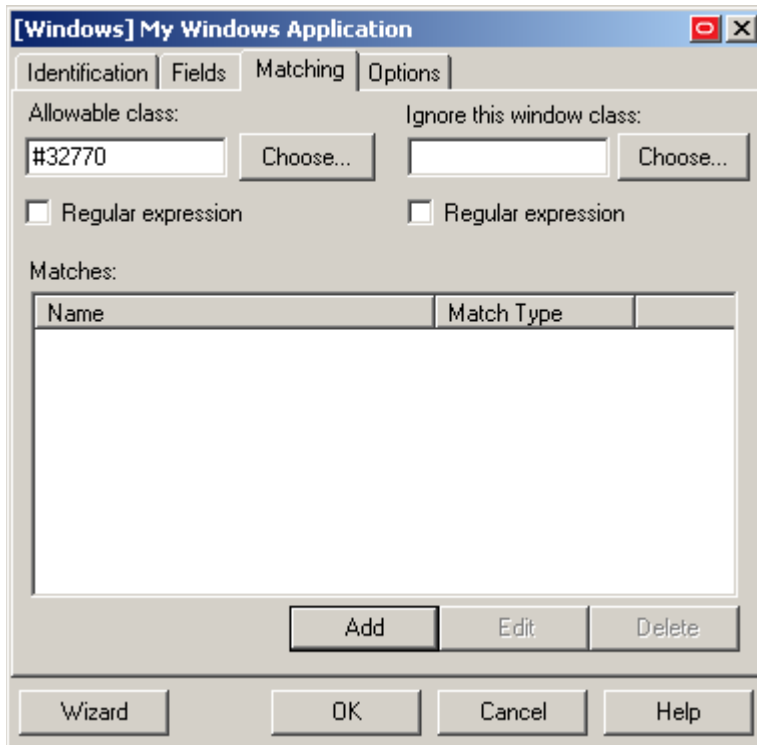 [Windows] My Windows Application
Identification Fields Matching Options
Allowable class: Ignore this window class:
#32770 Choose... Choose...
Regular expression Regular expression
Matches:
Name Match Type
Add Edit Delete
Wizard OK Cancel Help